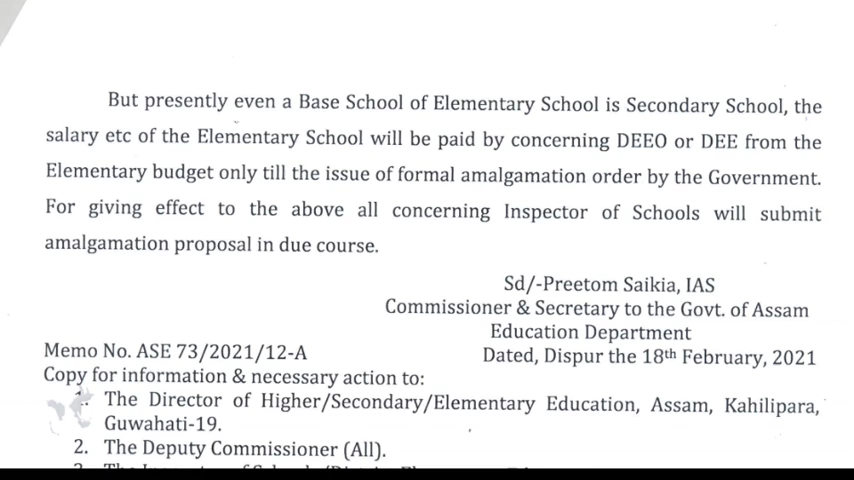 But presently even a Base School of Elementary School is Secondary School, the
salary etc of the Elementary School will be paid by concerning DEEO or DEE from the
Elementary budget only till the issue of formal amalgamation order by the Government.
For giving effect to the above all concerning Inspector of Schools will submit
amalgamation proposal in due course.
Sd/-Preetom Saikia, IAS
Commissioner & Secretary to the Govt. of Assam
Education Department
Memo No. ASE 73/2021/12-A
Dated, Dispur the 18th February, 2021
Copy for information & necessary action to:
1. The Director of Higher/Secondary/Elementary Education, Assam, Kahilipara,
Guwahati-19.
2. The Deputy Commissioner (All).